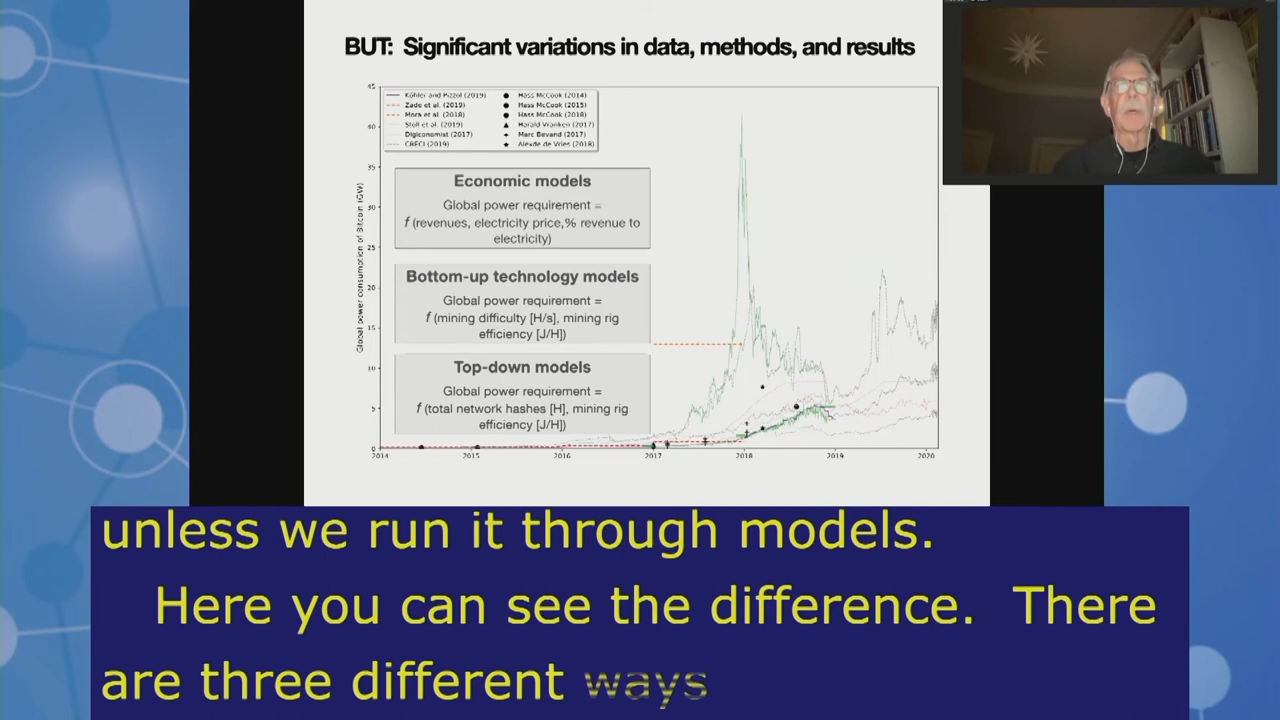 BUT: Significant variations in data, methods, and results
Global power consumption of Bitcoin (GW)
45
40
35
30
25
20
15
10
5
0
Köhler and Pizzol (2019)
Zade et al. (2019)
Mora et al. (2018)
Stoll et al. (2019)
Digiconomist (2017)
CBECI (2019)
Hass McCook (2014)
Hass McCook (2015)
Hass McCook (2018)
Harald Vranken (2017)
Marc Bevand (2017)
Alexde de Vries (2018)
Economic models
Global power requirement =
f (revenues, electricity price,% revenue to
electricity)
Bottom-up technology models
Global power requirement =
f (mining difficulty [H/s], mining rig
efficiency [J/H])
Top-down models
Global power requirement =
f (total network hashes [H], mining rig
efficiency [J/H])
2014 2015 2016 2017 2018 2019 2020
unless we run it through models.
Here you can see the difference. There
are three different ways